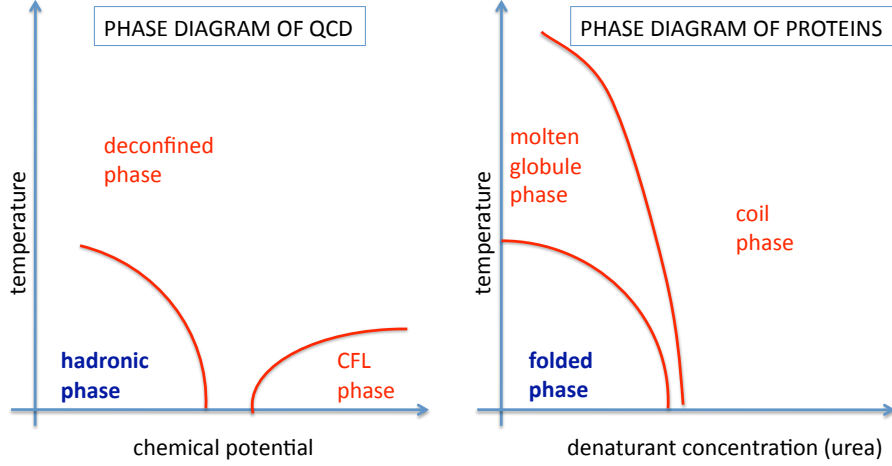 PHASE DIAGRAM OF QCD
deconfined
phase
temperature
hadronic
phase
CFL
phase
chemical potential
PHASE DIAGRAM OF PROTEINS
molten
globule
phase
coil
phase
temperature
folded
phase
denaturant concentration (urea)